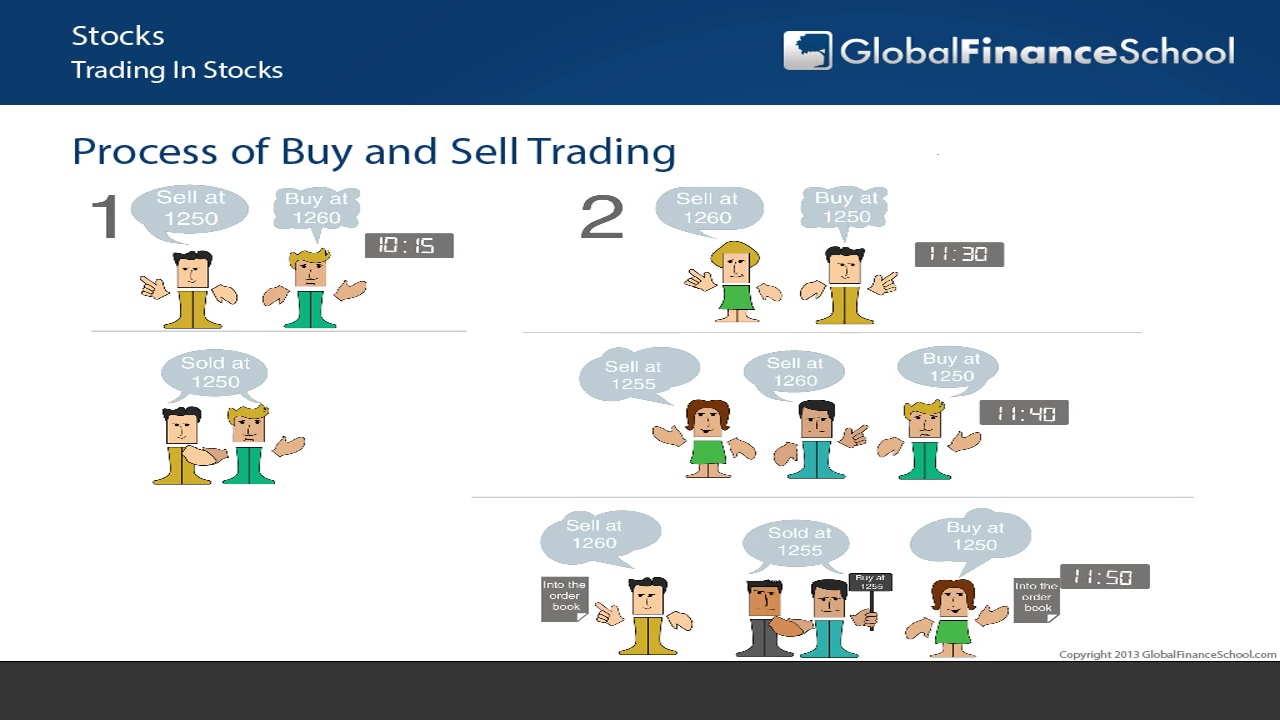 Stocks
Trading In Stocks
GlobalFinanceSchool
Process of Buy and Sell Trading
1
Sell at
1250
Buy at
1260
10:15
Sold at
1250
2
Sell at
1260
Buy at
1250
11:30
Sell at
1255
Sell at
1260
Buy at
1250
11:40
Sell at
1260
Into the
order
book
Sold at
1255
Buy at
1255
Buy at
1250
Into the
order
book
11:50
Copyright 2013 GlobalFinanceSchool.com